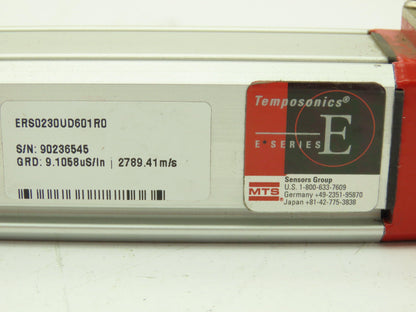 ERS0230UD601R0
S/N: 90236545
GRD: 9.1058uS/in | 2789.41m/s
Temposonics®
E•SERIES
E
MTS
Sensors Group
U.S. 1-800-633-7609
Germany +49-2351-95870
Japan +81-42-775-3838